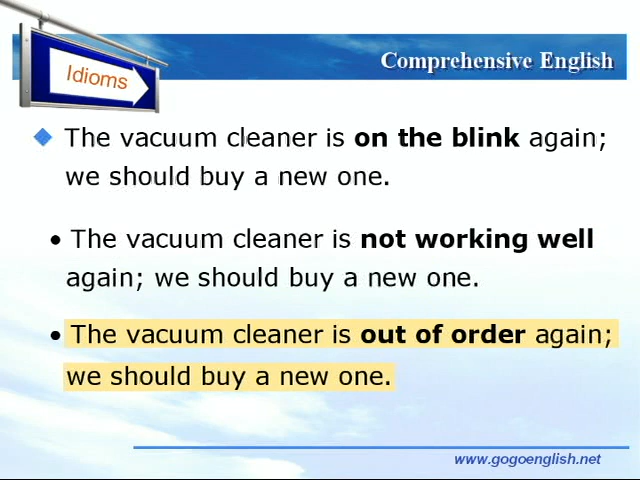 Idioms
Comprehensive English
The vacuum cleaner is on the blink again;
we should buy a new one.
• The vacuum cleaner is not working well
again; we should buy a new one.
• The vacuum cleaner is out of order again;
we should buy a new one.
www.gogoenglish.net